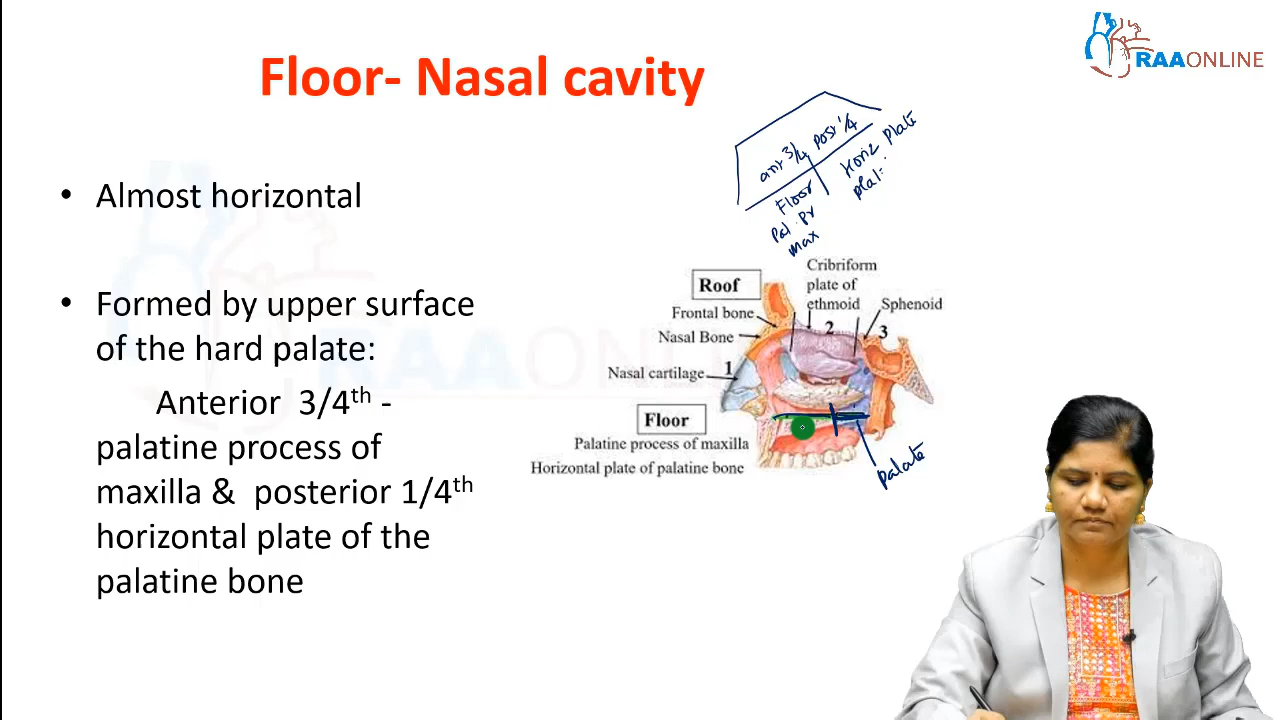 RAAONLINE
Floor- Nasal cavity
• Almost horizontal
• Formed by upper surface
of the hard palate:
Anterior 3/4th -
palatine process of
maxilla & posterior 1/4th
horizontal plate of the
palatine bone
ant 3/4 post 1/4
Floor
Pal. Pr
max
Horiz plate
plat
Roof
Frontal bone
Nasal Bone
Nasal cartilage
Cribriform
plate of
ethmoid
Sphenoid
1
2
3
Floor
Palatine process of maxilla
Horizontal plate of palatine bone
palate
RAAONLINE